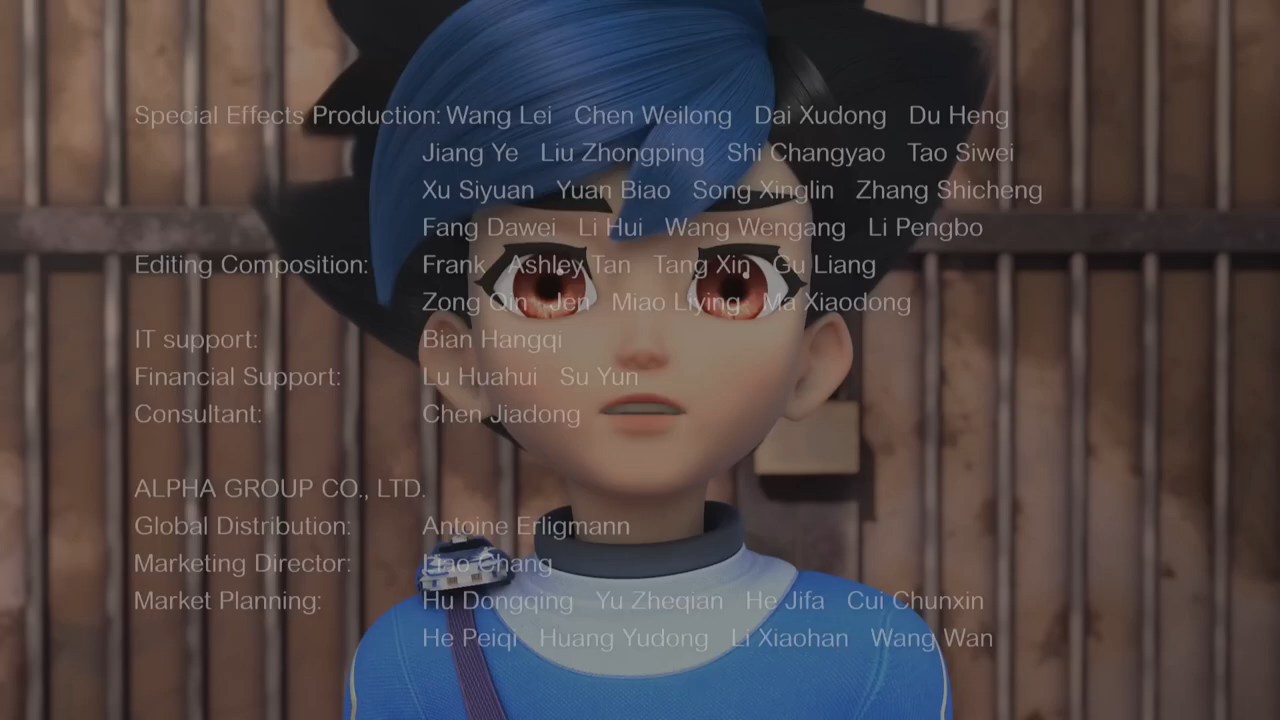 Special Effects Production: Wang Lei Chen Weilong Dai Xudong Du Heng
Jiang Ye Liu Zhongping Shi Changyao Tao Siwei
Xu Siyuan Yuan Biao Song Xinglin Zhang Shicheng
Fang Dawei Li Hui Wang Wengang Li Pengbo
Editing Composition: Frank Ashley Tan Tang Xin Liang
Zong Qin Jen Miao Liying Ma Xiaodong
IT support: Bian Hangqi
Financial Support: Lu Huahui Su Yun
Consultant: Chen Jiadong
ALPHA GROUP CO., LTD.
Global Distribution: Antoine Erligmann
Marketing Director: Liao Chang
Market Planning: Hu Dongqing Yu Zheqian He Jifa Cui Chunxin
He Peiqi Huang Yudong Li Xiaohan Wang Wan